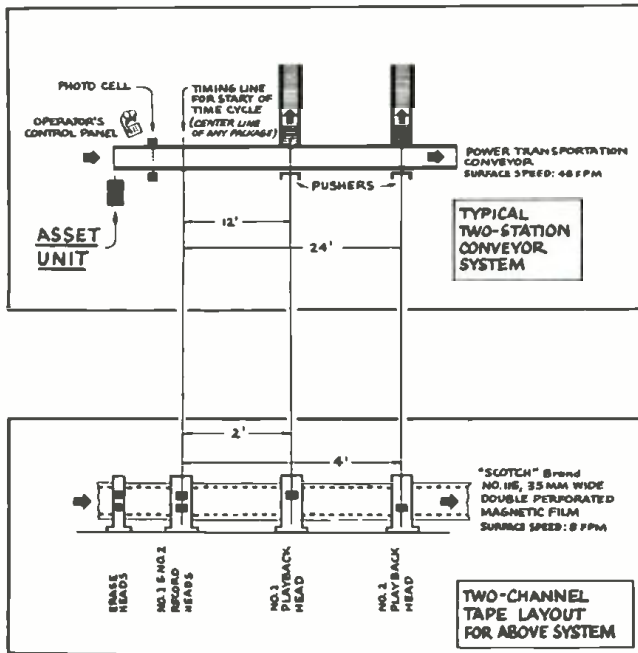 PHOTO CELL
OPERATOR'S
CONTROL PANEL
TIMING LINE
FOR START OF
TIME CYCLE
(CENTER LINE
OF ANY PACKAGE)
POWER TRANSPORTATION
CONVEYOR
SURFACE SPEED: 48 FPM
PUSHERS
ASSET
UNIT
12'
24'
TYPICAL
TWO-STATION
CONVEYOR
SYSTEM
2'
4'
"SCOTCH" Brand
NO. 115, 35 MM WIDE
DOUBLE PERFORATED
MAGNETIC FILM
SURFACE SPEED: 8 FPM
ERASE
HEADS
NO. 1 & NO. 2
RECORD
HEADS
NO. 1
PLAYBACK
HEAD
NO. 2
PLAYBACK
HEAD
TWO-CHANNEL
TAPE LAYOUT
FOR ABOVE SYSTEM